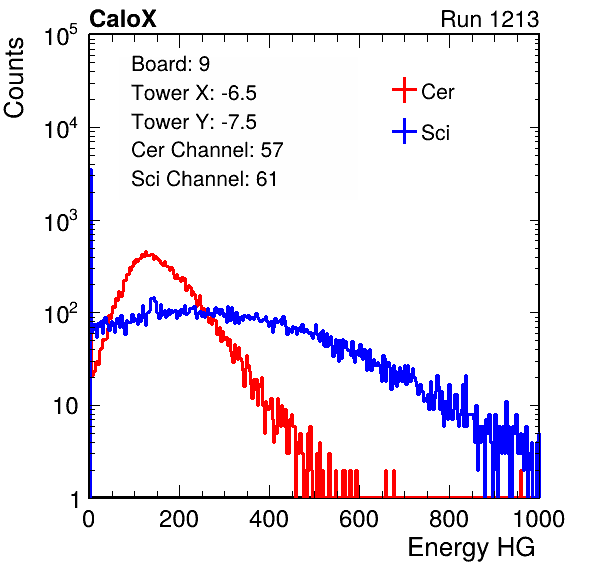 CaloX Run 1213
Counts
Board: 9
Tower X: -6.5
Tower Y: -7.5
Cer Channel: 57
Sci Channel: 61
Cer
Sci
10^5
10^4
10^3
10^2
10
1
0 200 400 600 800 1000
Energy HG